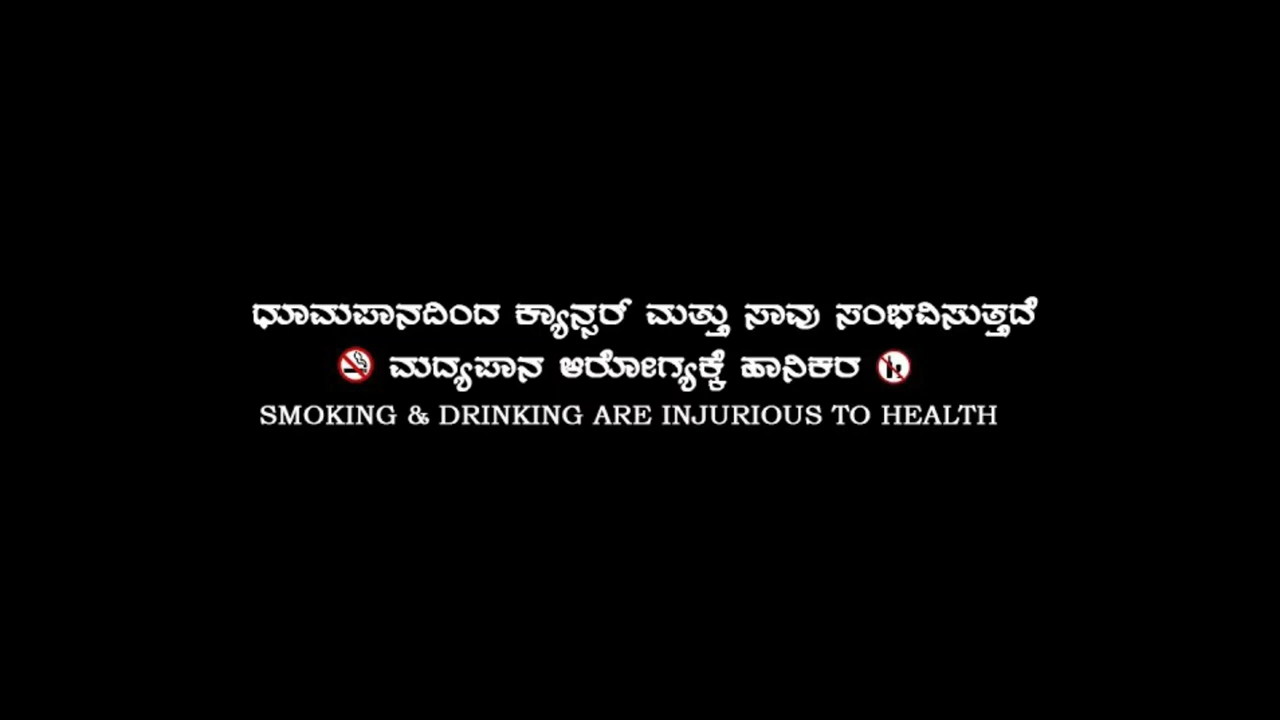 ಧೂಮಪಾನದಿಂದ ಕ್ಯಾನ್ಸರ್ ಮತ್ತು ಸಾವು ಸಂಭವಿಸುತ್ತದೆ
ಮದ್ಯಪಾನ ಆರೋಗ್ಯಕ್ಕೆ ಹಾನಿಕರ
SMOKING & DRINKING ARE INJURIOUS TO HEALTH